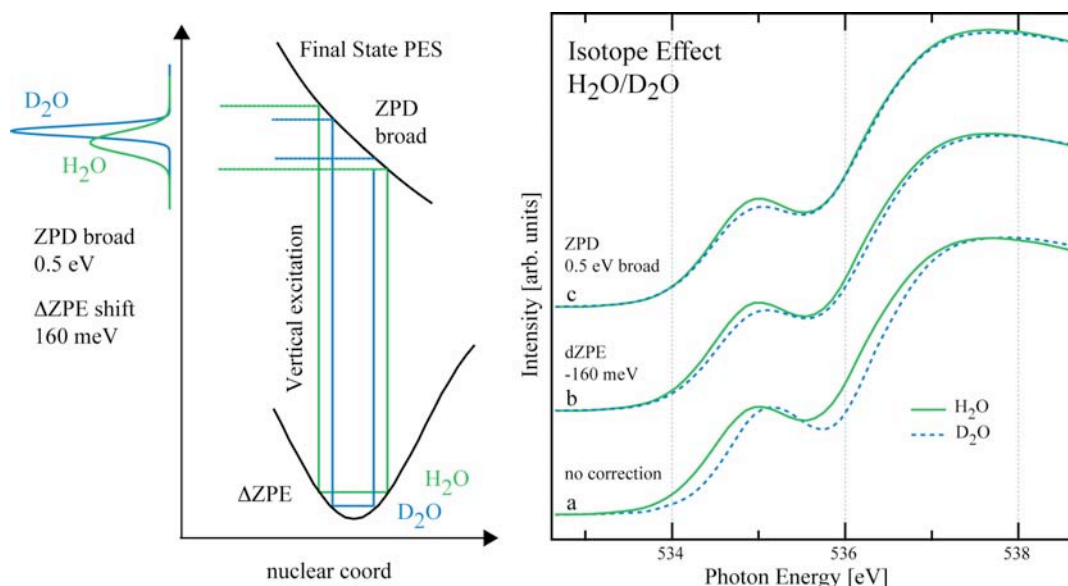 D₂O
H₂O
ZPD broad
0.5 eV
ΔZPE shift
160 meV
Final State PES
ZPD
broad
Vertical excitation
ΔZPE
H₂O
D₂O
nuclear coord
Isotope Effect
H₂O/D₂O
Intensity [arb. units]
ZPD
0.5 eV broad
c
dZPE
-160 meV
b
no correction
a
H₂O
D₂O
534
536
538
Photon Energy [eV]